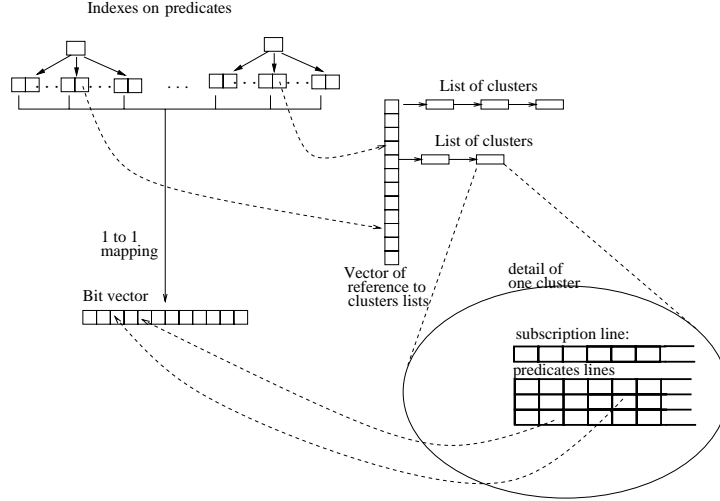 Indexes on predicates
... ... ... ... ...
List of clusters
List of clusters
1 to 1
mapping
Vector of
reference to
clusters lists
Bit vector
detail of
one cluster
subscription line:
predicates lines